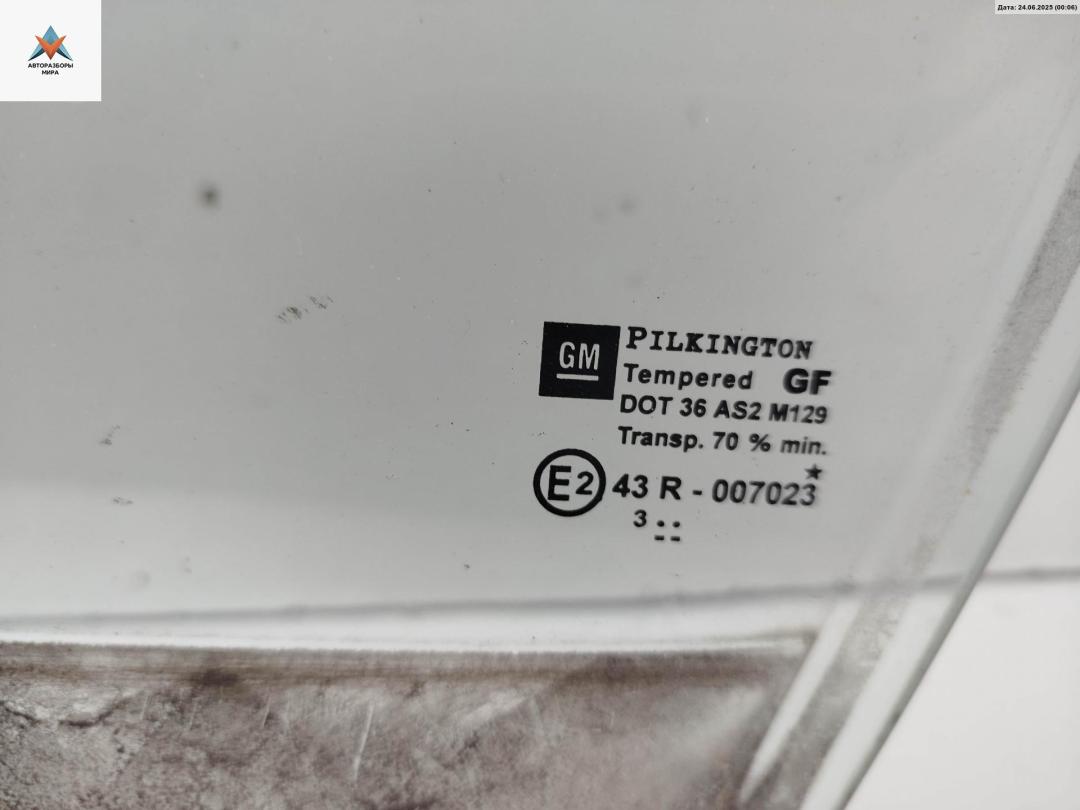 Дата: 24.06.2025 (00:06)
АВТОРАЗБОРЫ
МИРА
GM
PILKINGTON
Tempered GF
DOT 36 AS2 M129
Transp. 70 % min.
E2 43 R - 007023
3